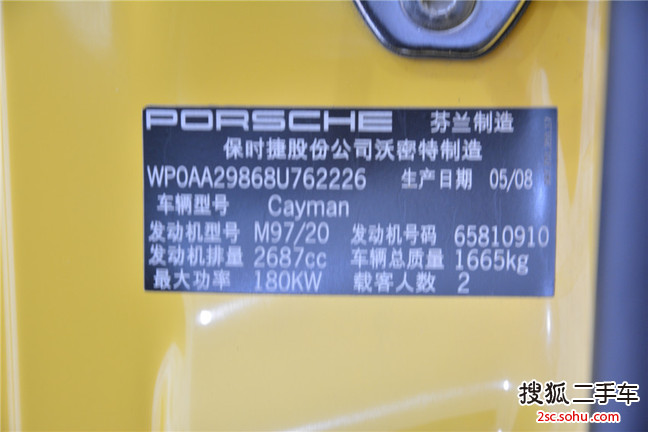 PORSCHE 芬兰制造
保时捷股份公司沃密特制造
WP0AA29868U762226 生产日期 05/08
车辆型号 Cayman
发动机型号 M97/20 发动机号码 65810910
发动机排量 2687cc 车辆总质量 1665kg
最大功率 180KW 载客人数 2
搜狐二手车
2sc.sohu.com